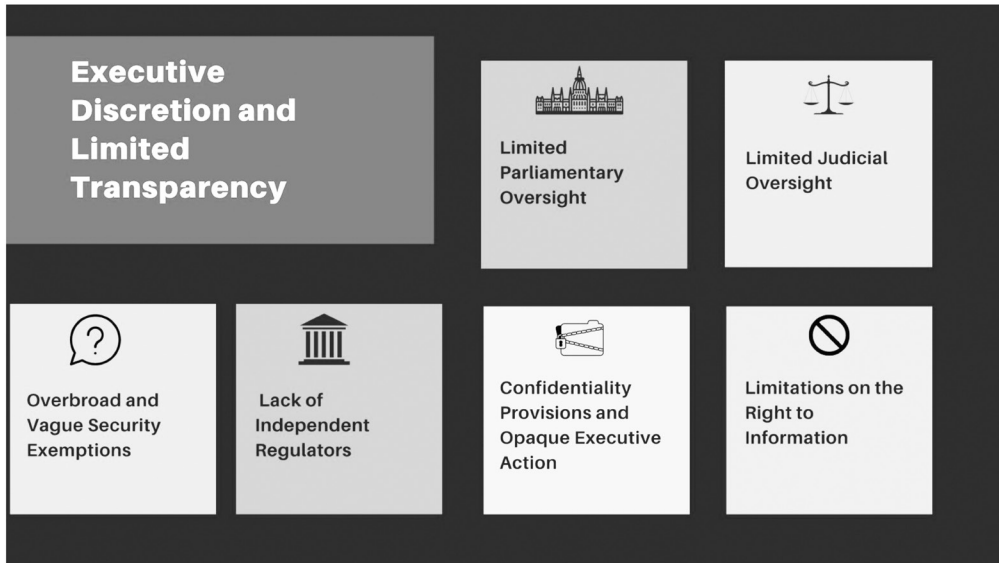 Executive
Discretion and
Limited
Transparency
Limited
Parliamentary
Oversight
Limited Judicial
Oversight
Overbroad and
Vague Security
Exemptions
Lack of
Independent
Regulators
Confidentiality
Provisions and
Opaque Executive
Action
Limitations on the
Right to
Information